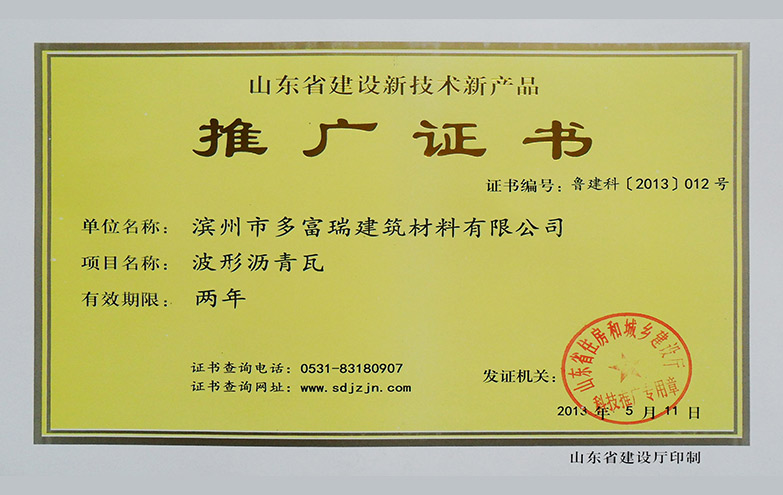 山东省建设新技术新产品
推广证书
证书编号：鲁建科〔2013〕012号
单位名称：滨州市多富瑞建筑材料有限公司
项目名称：波形沥青瓦
有效期限：两年
证书查询电话：0531-83180907
证书查询网址：www.sdjzjn.com
发证机关：
山东省住房和城乡建设厅
科技推广专用章
2013年5月11日
山东省建设厅印制